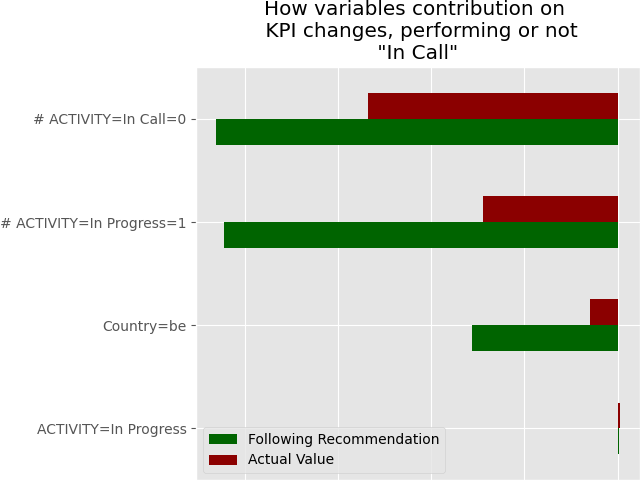 How variables contribution on
KPI changes, performing or not
"In Call"
# ACTIVITY=In Call=0
# ACTIVITY=In Progress=1
Country=be
ACTIVITY=In Progress
Following Recommendation
Actual Value